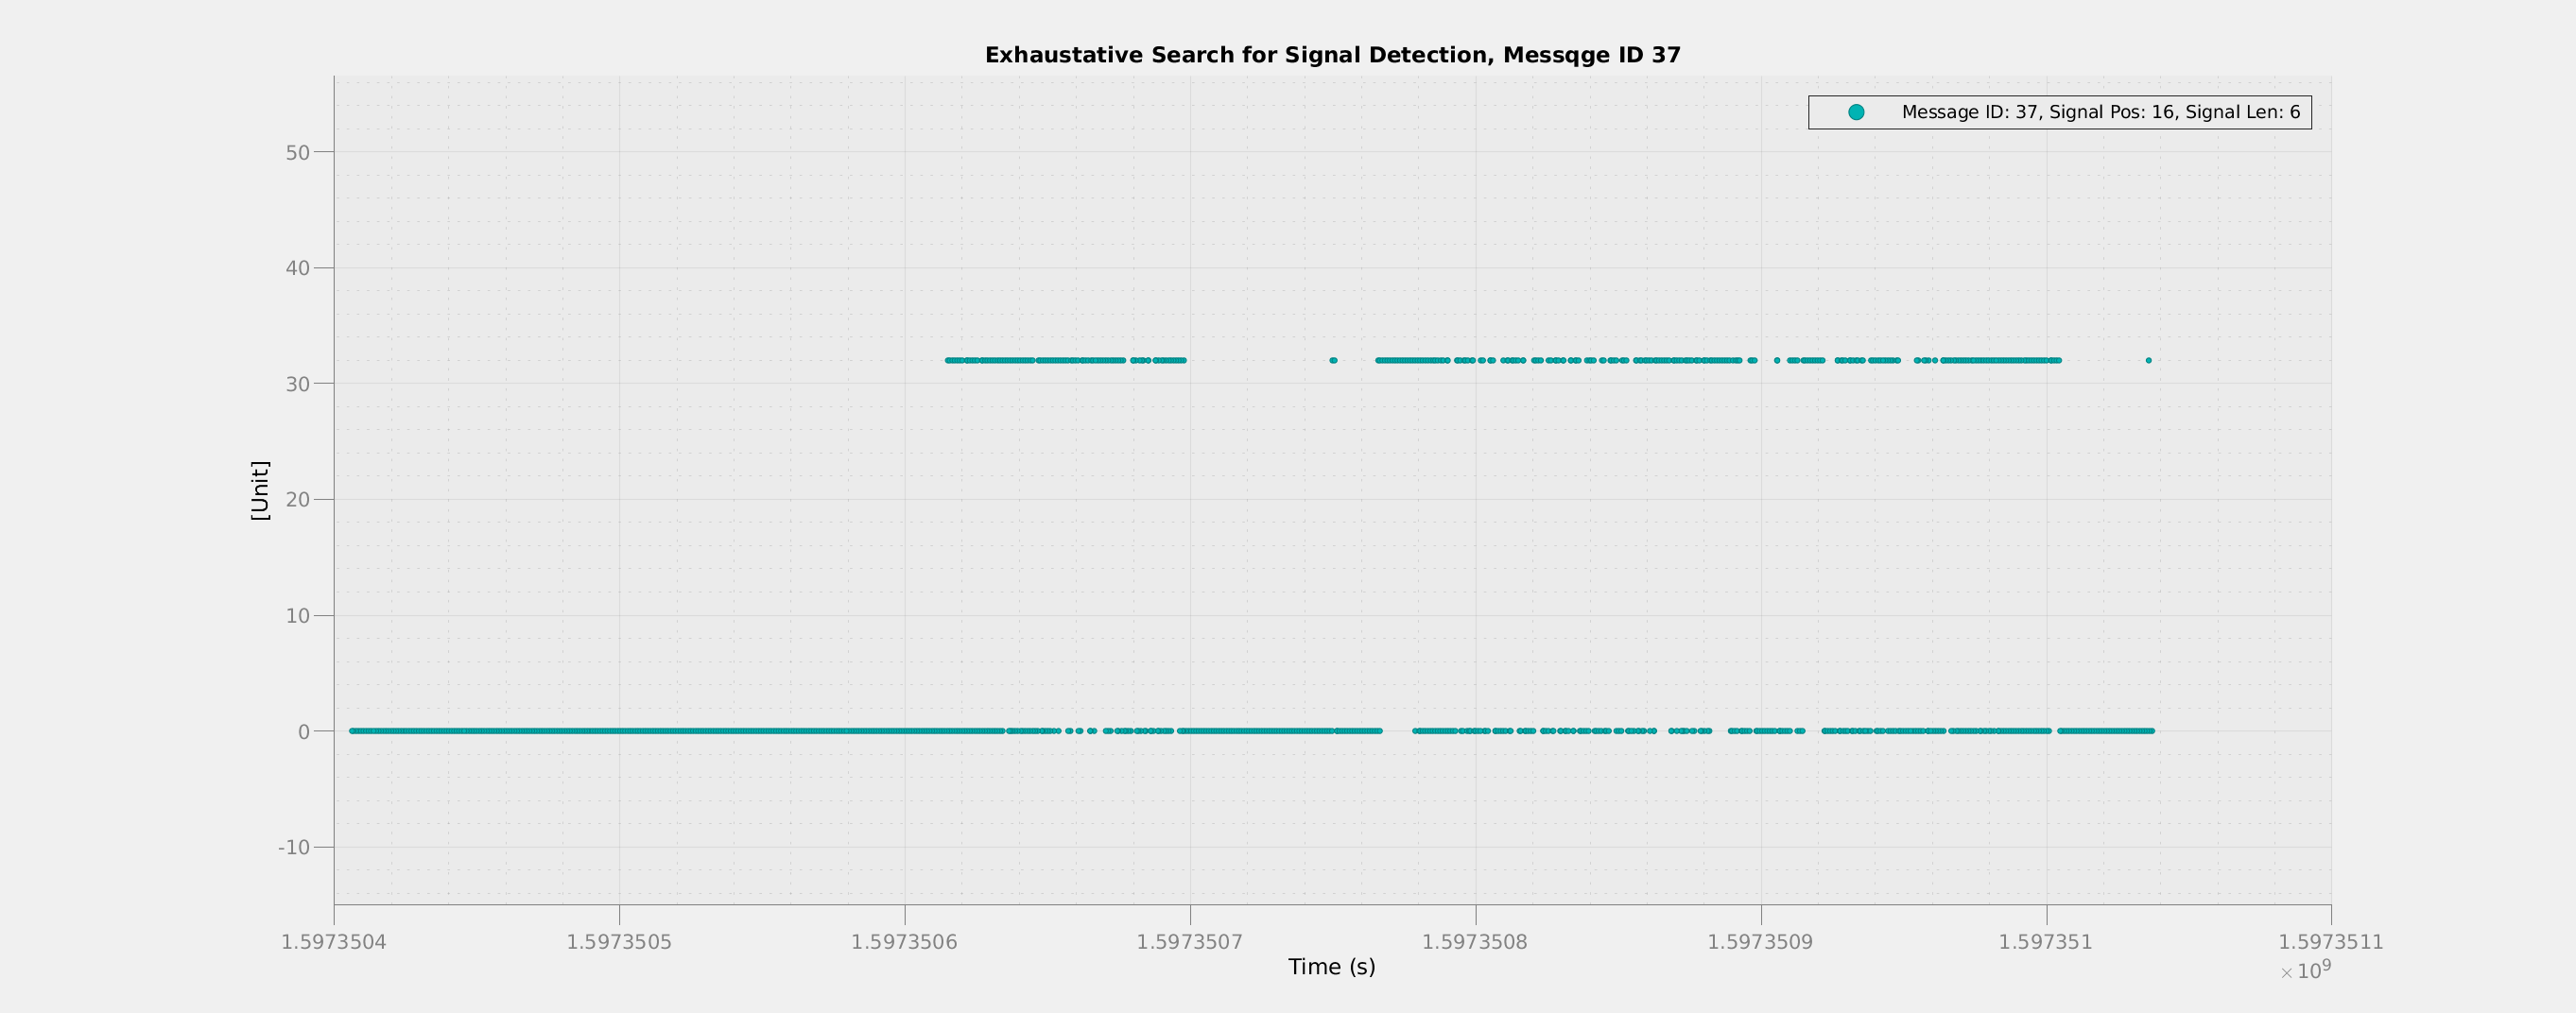 Exhaustative Search for Signal Detection, Messqge ID 37
Message ID: 37, Signal Pos: 16, Signal Len: 6
50
40
30
20
10
0
-10
[Unit]
1.5973504 1.5973505 1.5973506 1.5973507 1.5973508 1.5973509 1.597351 1.5973511
Time (s)
×10⁹